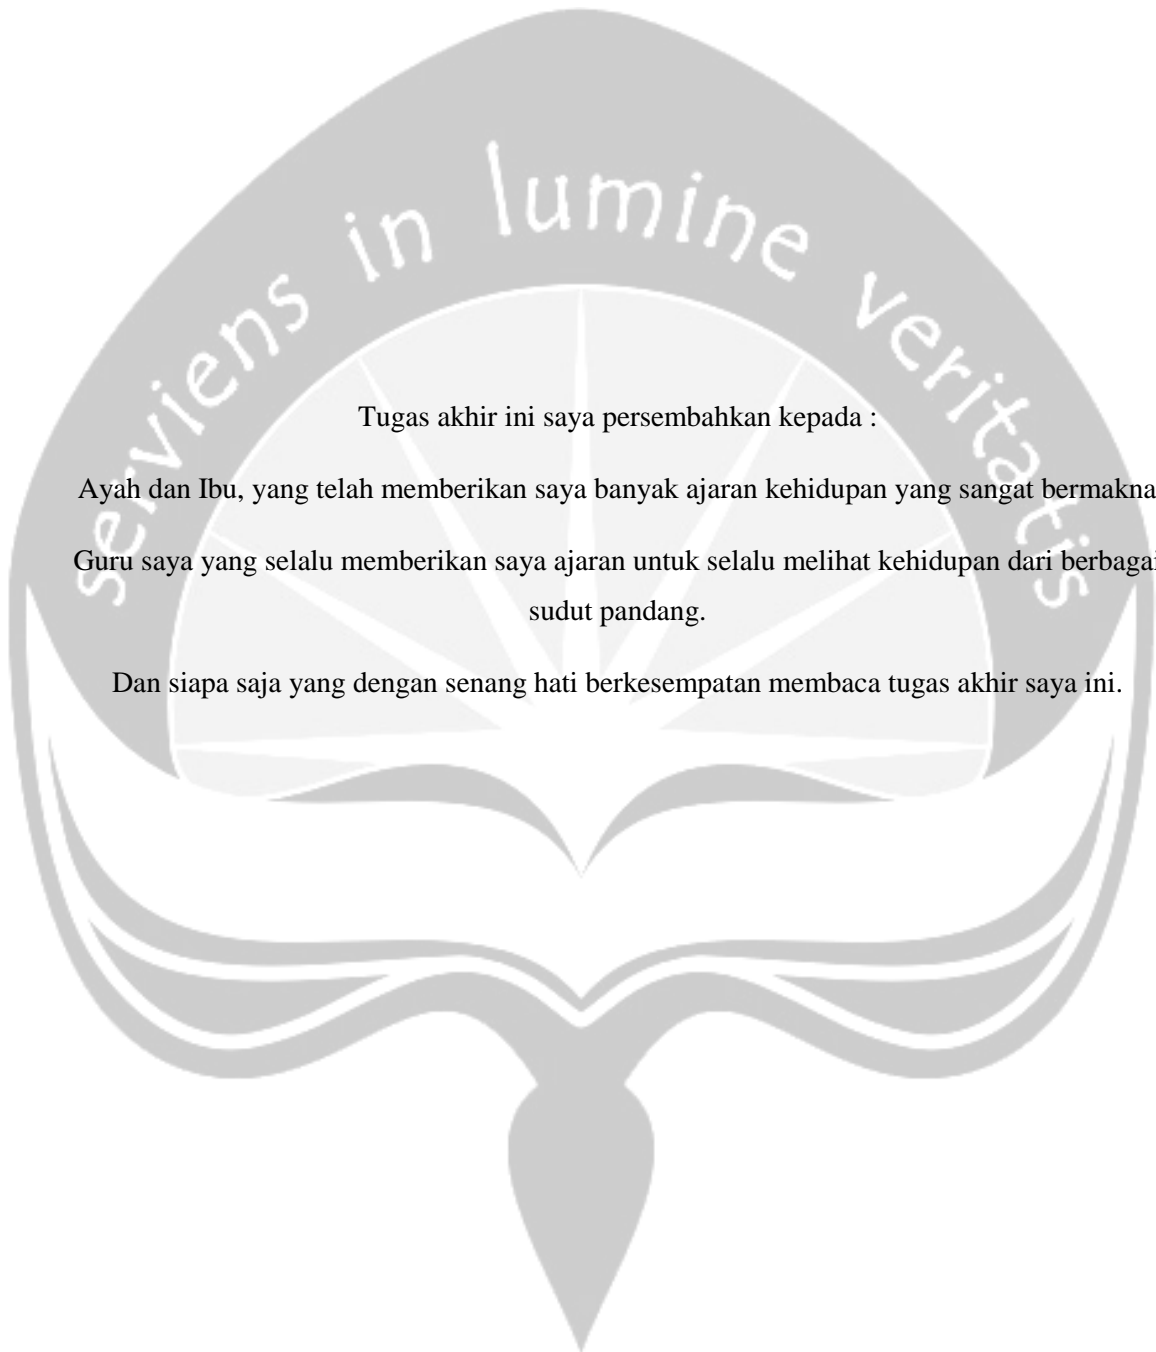 serviens in lumine veritatis
Tugas akhir ini saya persembahkan kepada :
Ayah dan Ibu, yang telah memberikan saya banyak ajaran kehidupan yang sangat bermakna
Guru saya yang selalu memberikan saya ajaran untuk selalu melihat kehidupan dari berbagai
sudut pandang.
Dan siapa saja yang dengan senang hati berkesempatan membaca tugas akhir saya ini.